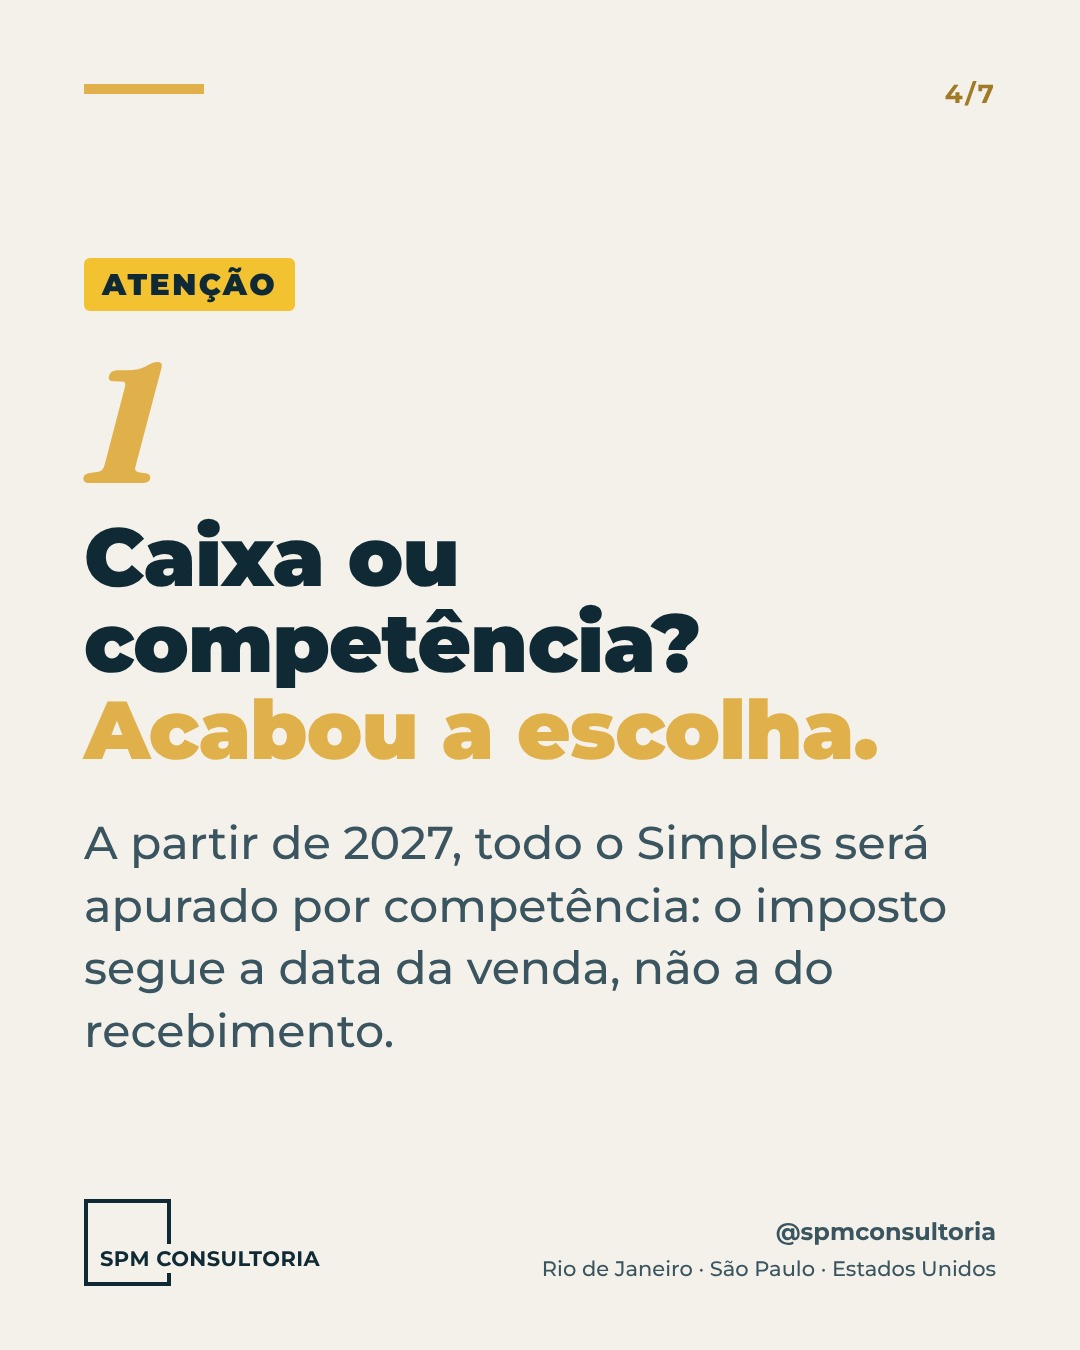 4/7
ATENÇÃO
1
Caixa ou
competência?
Acabou a escolha.
A partir de 2027, todo o Simples será
apurado por competência: o imposto
segue a data da venda, não a do
recebimento.
SPM CONSULTORIA
@spmconsultoria
Rio de Janeiro · São Paulo · Estados Unidos